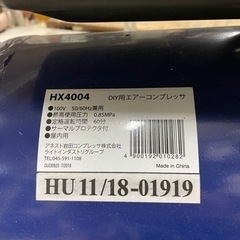 HX4004 DIY用エアーコンプレッサ
●100V 50/60Hz兼用
●最高使用圧力 0.85MPa
●定格運転時間 60分
●サーマルプロテクタ付
●屋内用
アネスト岩田コンプレッサ株式会社
ライトインダストリグループ
TEL 045-591-1108
Made in China
4 900192 010282
HU 11/18-01919